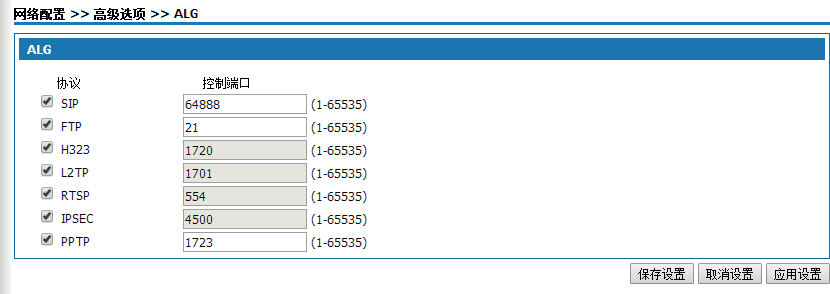 网络配置 >> 高级选项 >> ALG
ALG
协议 控制端口
SIP 64888 (1-65535)
FTP 21 (1-65535)
H323 1720 (1-65535)
L2TP 1701 (1-65535)
RTSP 554 (1-65535)
IPSEC 4500 (1-65535)
PPTP 1723 (1-65535)
保存设置 取消设置 应用设置